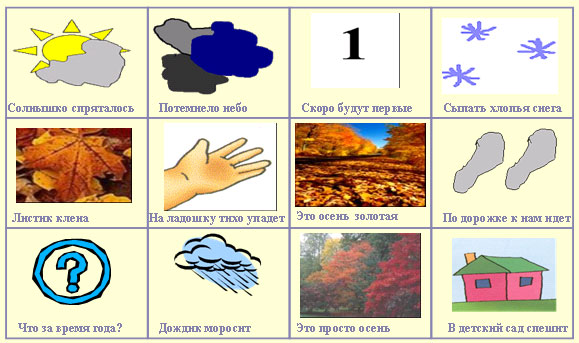 Солнышко спряталось
Потемнело небо
1
Скоро будут первые
Сыпать хлопья снега
Листик клена
На ладошку тихо упадет
Это осень золотая
По дорожке к нам идет
?
Что за время года?
Дождик моросит
Это просто осень
В детский сад спешит